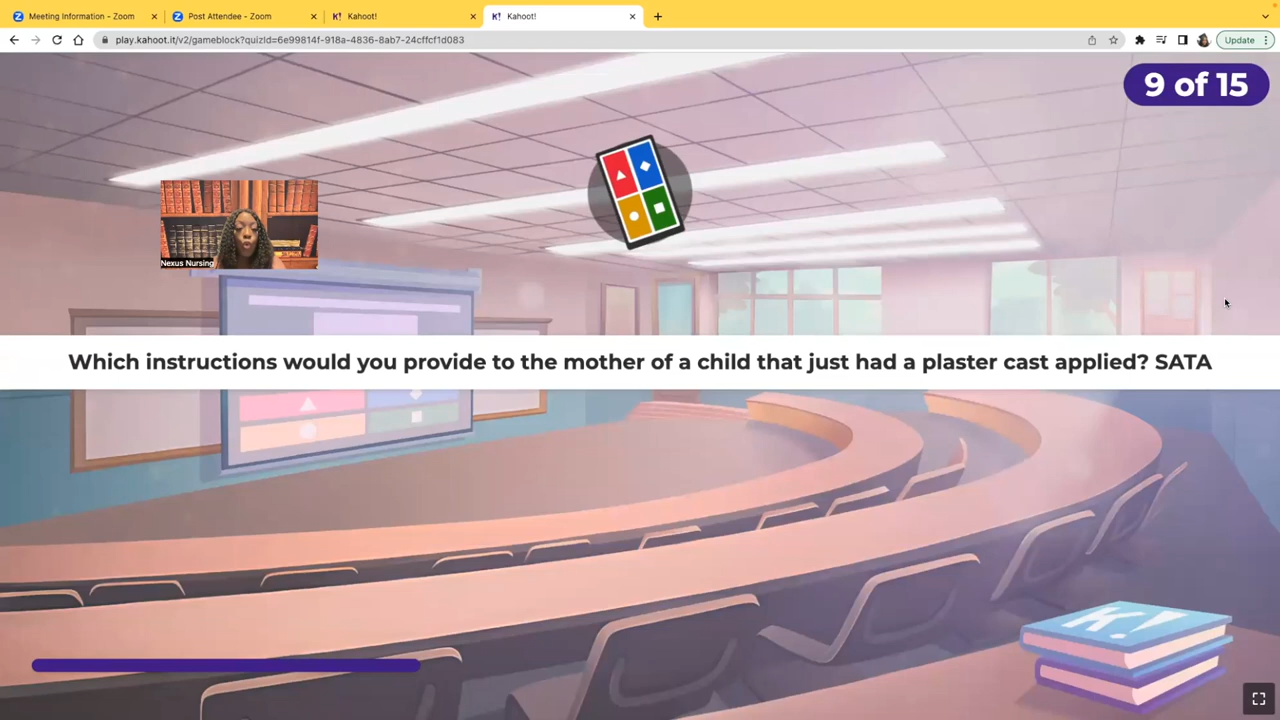 Meeting Information - Zoom
Post Attendee - Zoom
K! Kahoot!
K! Kahoot!
play.kahoot.it/v2/gameblock?quizId=6e99814f-918a-4836-8ab7-24cffcf1d083
Update
9 of 15
Nexus Nursing
Which instructions would you provide to the mother of a child that just had a plaster cast applied? SATA
K!